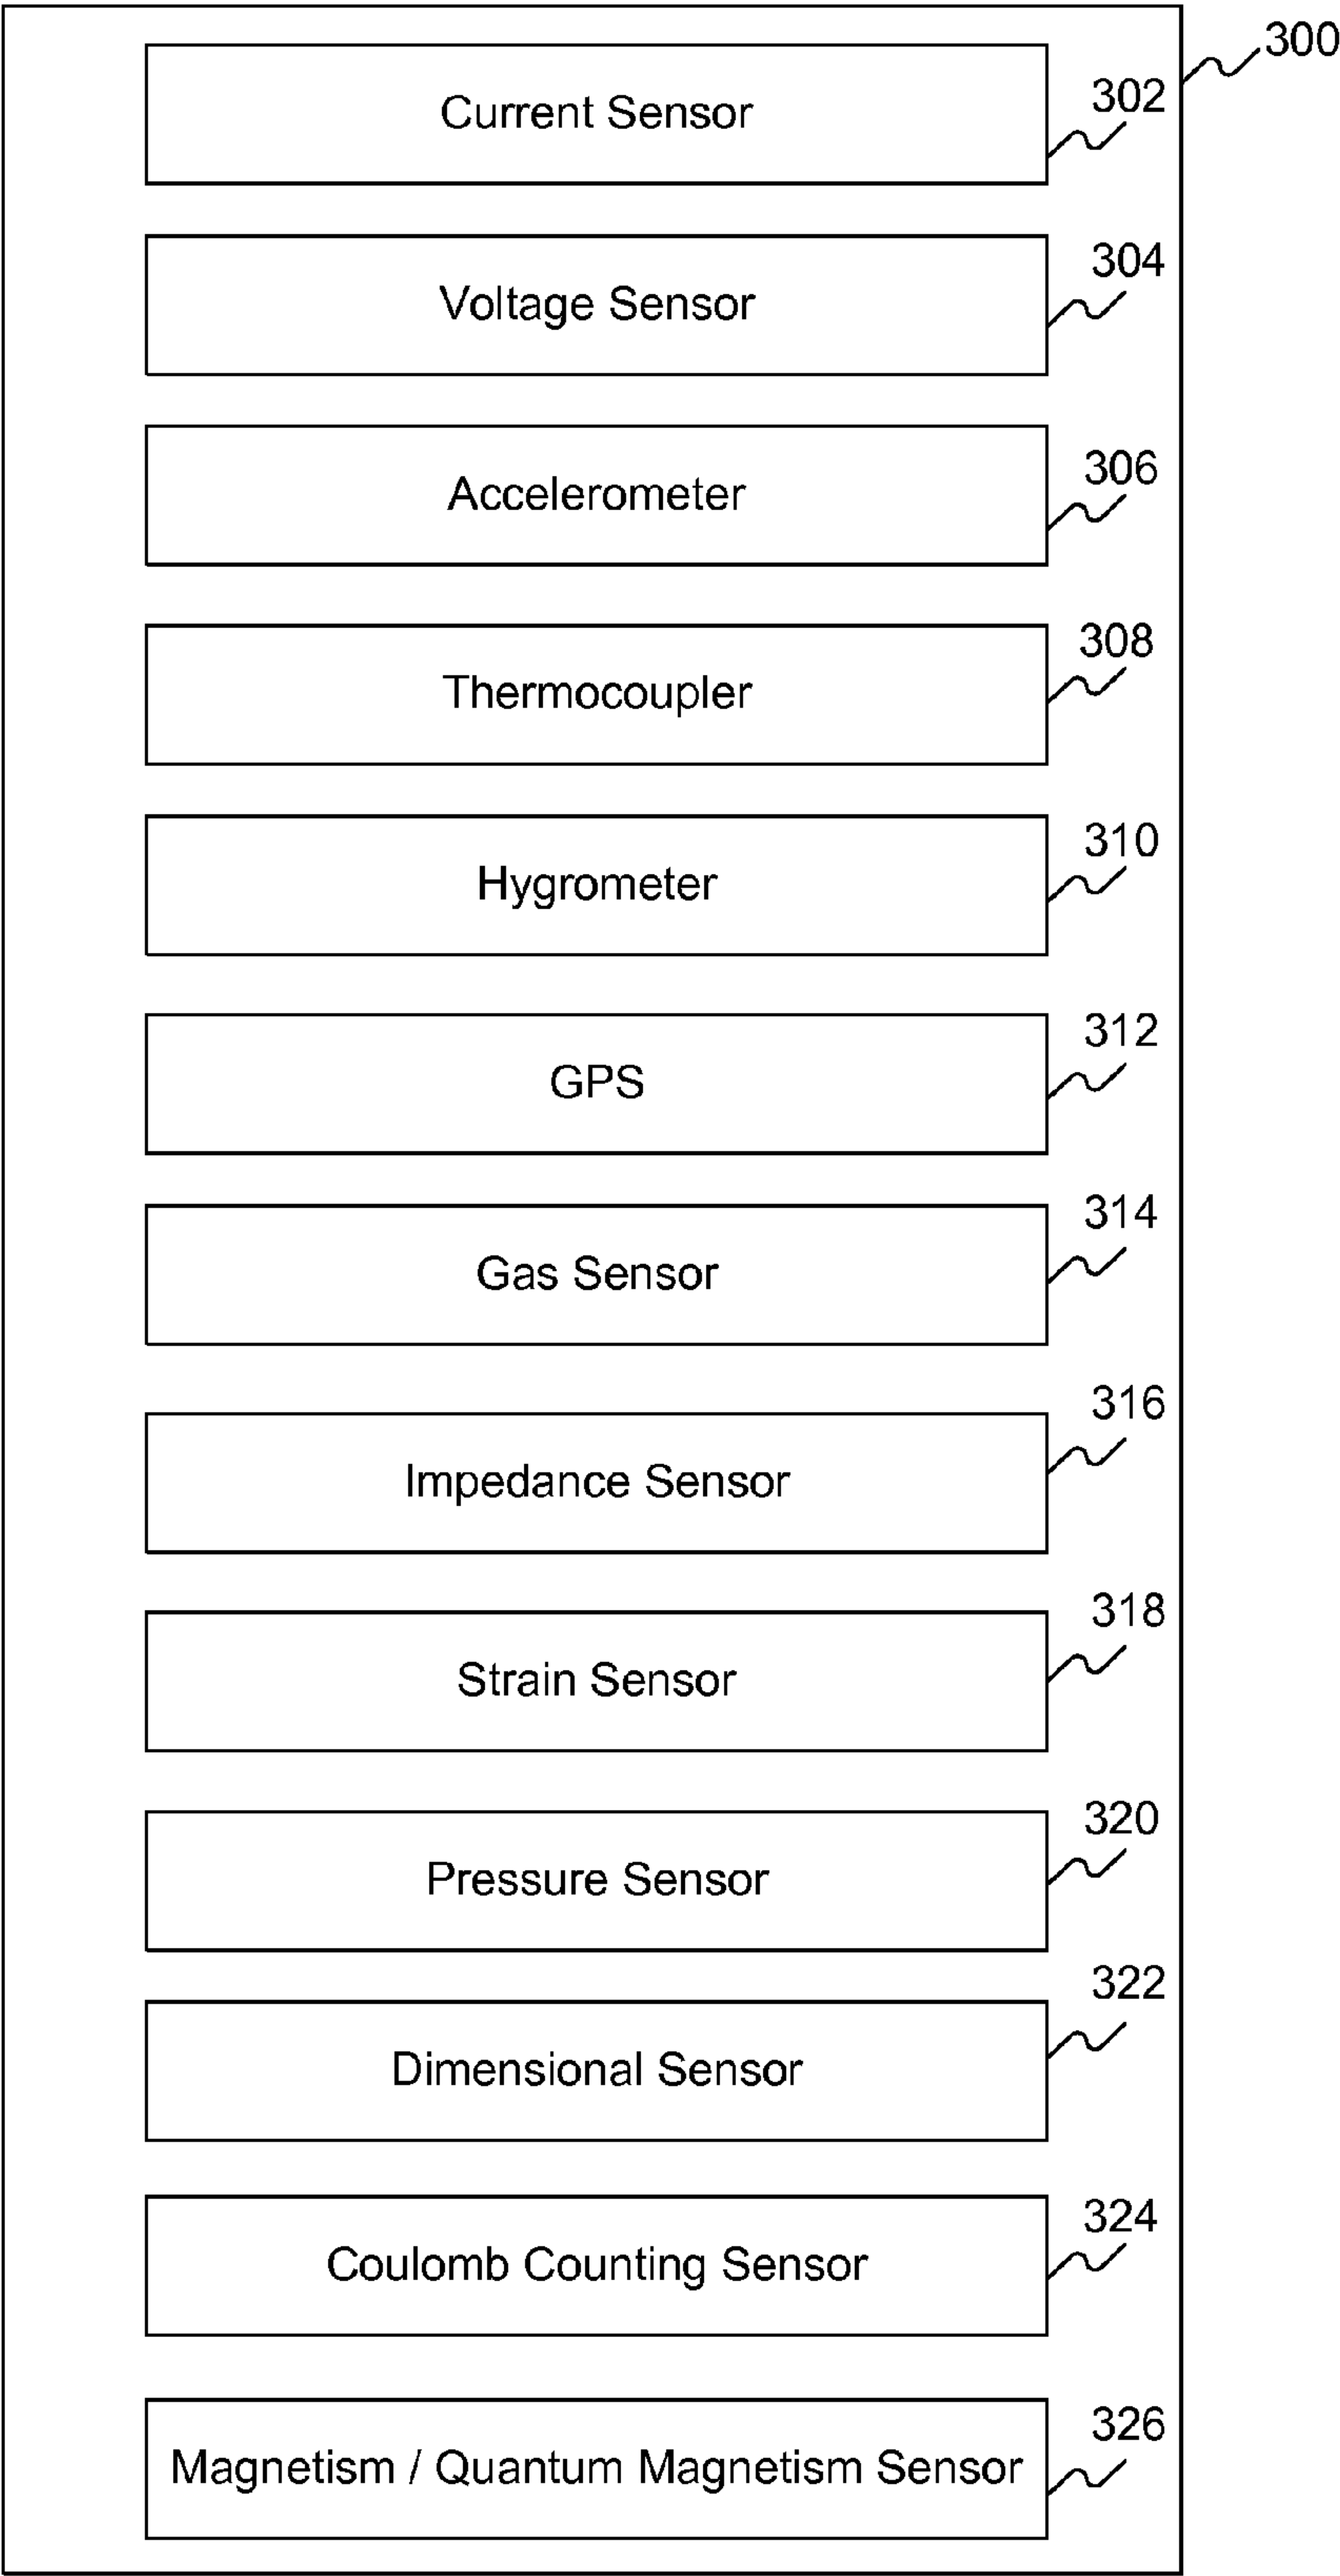 300
Current Sensor
302
Voltage Sensor
304
Accelerometer
306
Thermocoupler
308
Hygrometer
310
GPS
312
Gas Sensor
314
Impedance Sensor
316
Strain Sensor
318
Pressure Sensor
320
Dimensional Sensor
322
Coulomb Counting Sensor
324
Magnetism / Quantum Magnetism Sensor
326